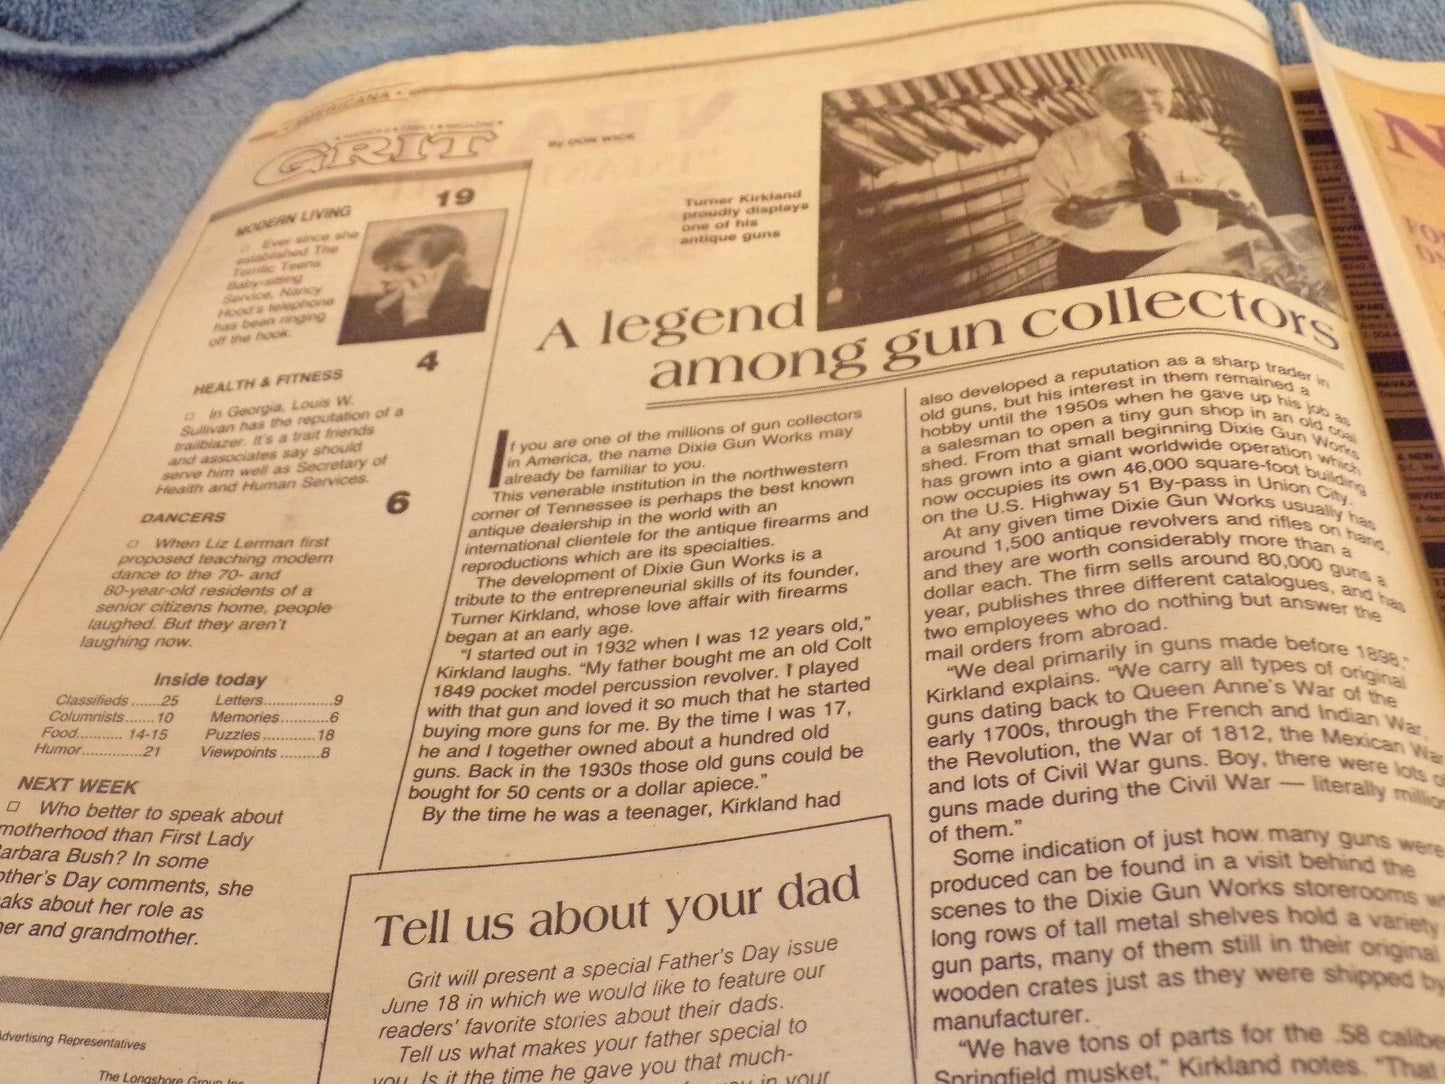 AMERICANA
AMERICA'S FAMILY MAGAZINE
GRIT
MODERN LIVING
19
□ Ever since she
established The
Terrific Teens
Baby-sitting
Service, Nancy
Hood's telephone
has been ringing
off the hook.
HEALTH & FITNESS
4
□ In Georgia, Louis W.
Sullivan has the reputation of a
trailblazer. It's a trait friends
and associates say should
serve him well as Secretary of
Health and Human Services.
DANCERS
6
□ When Liz Lerman first
proposed teaching modern
dance to the 70- and
80-year-old residents of a
senior citizens home, people
laughed. But they aren't
laughing now.
Inside today
Classifieds.......25
Columnists.......10
Food........... 14-15
Humor..............21
Letters.................9
Memories............6
Puzzles.............18
Viewpoints .........8
NEXT WEEK
□ Who better to speak about
motherhood than First Lady
Barbara Bush? In some
other's Day comments, she
aks about her role as
her and grandmother.
Advertising Representatives
The Longshore Group Inc
By DON WICK
Turner Kirkland
proudly displays
one of his
antique guns
A legend
among gun collectors
If you are one of the millions of gun collectors
in America, the name Dixie Gun Works may
already be familiar to you.
This venerable institution in the northwestern
corner of Tennessee is perhaps the best known
antique dealership in the world with an
international clientele for the antique firearms and
reproductions which are its specialties.
The development of Dixie Gun Works is a
tribute to the entrepreneurial skills of its founder,
Turner Kirkland, whose love affair with firearms
began at an early age.
"I started out in 1932 when I was 12 years old,"
Kirkland laughs. "My father bought me an old Colt
1849 pocket model percussion revolver. I played
with that gun and loved it so much that he started
buying more guns for me. By the time I was 17,
he and I together owned about a hundred old
guns. Back in the 1930s those old guns could be
bought for 50 cents or a dollar apiece."
By the time he was a teenager, Kirkland had
also developed a reputation as a sharp trader in
old guns, but his interest in them remained a
hobby until the 1950s when he gave up his job as
a salesman to open a tiny gun shop in an old coal
shed. From that small beginning Dixie Gun Works
has grown into a giant worldwide operation which
now occupies its own 46,000 square-foot building
on the U.S. Highway 51 By-pass in Union City.
At any given time Dixie Gun Works usually has
around 1,500 antique revolvers and rifles on hand,
and they are worth considerably more than a
dollar each. The firm sells around 80,000 guns a
year, publishes three different catalogues, and has
two employees who do nothing but answer the
mail orders from abroad.
"We deal primarily in guns made before 1898,"
Kirkland explains. "We carry all types of original
guns dating back to Queen Anne's War of the
early 1700s, through the French and Indian War,
the Revolution, the War of 1812, the Mexican War
and lots of Civil War guns. Boy, there were lots of
guns made during the Civil War — literally million
of them."
Some indication of just how many guns were
produced can be found in a visit behind the
scenes to the Dixie Gun Works storerooms w
long rows of tall metal shelves hold a variety
gun parts, many of them still in their original
wooden crates just as they were shipped by
manufacturer.
"We have tons of parts for the .58 calibe
Springfield musket," Kirkland notes. "That
Tell us about your dad
Grit will present a special Father's Day issue
June 18 in which we would like to feature our
readers' favorite stories about their dads.
Tell us what makes your father special to
you. Is it the time he gave you that much-
you in your